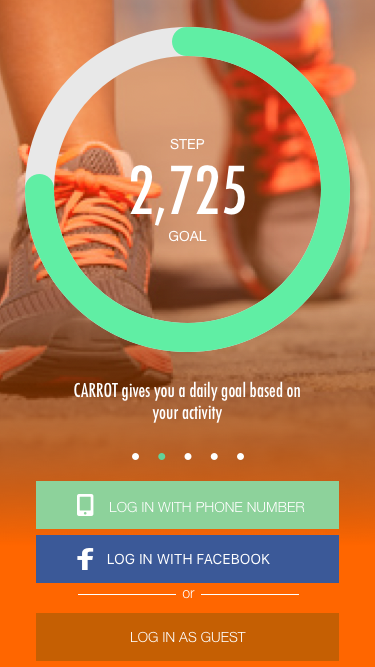 STEP
2,725
GOAL
CARROT gives you a daily goal based on
your activity
LOG IN WITH PHONE NUMBER
LOG IN WITH FACEBOOK
or
LOG IN AS GUEST